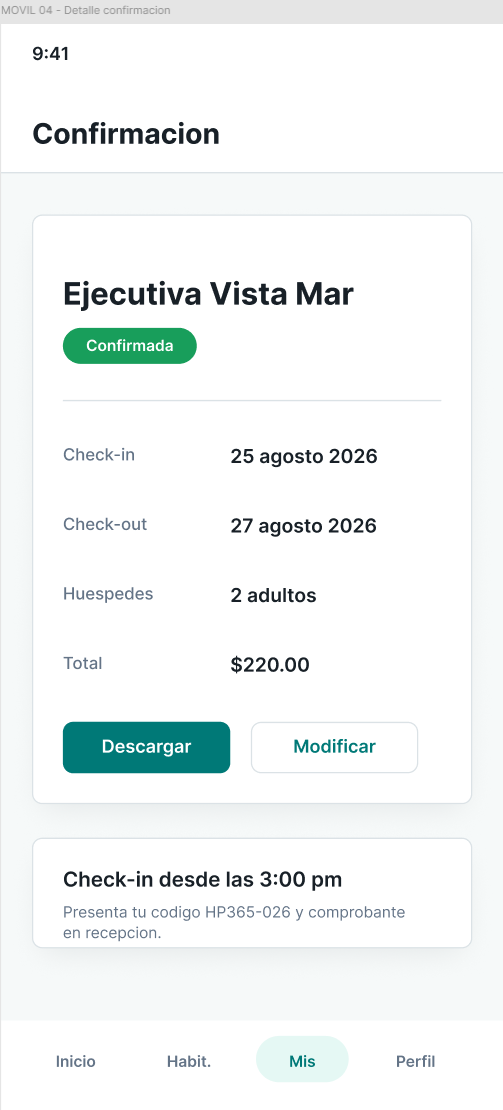 MOVIL 04 - Detalle confirmacion
9:41
Confirmacion
Ejecutiva Vista Mar
Confirmada
Check-in 25 agosto 2026
Check-out 27 agosto 2026
Huespedes 2 adultos
Total $220.00
Descargar Modificar
Check-in desde las 3:00 pm
Presenta tu codigo HP365-026 y comprobante
en recepcion.
Inicio Habit. Mis Perfil